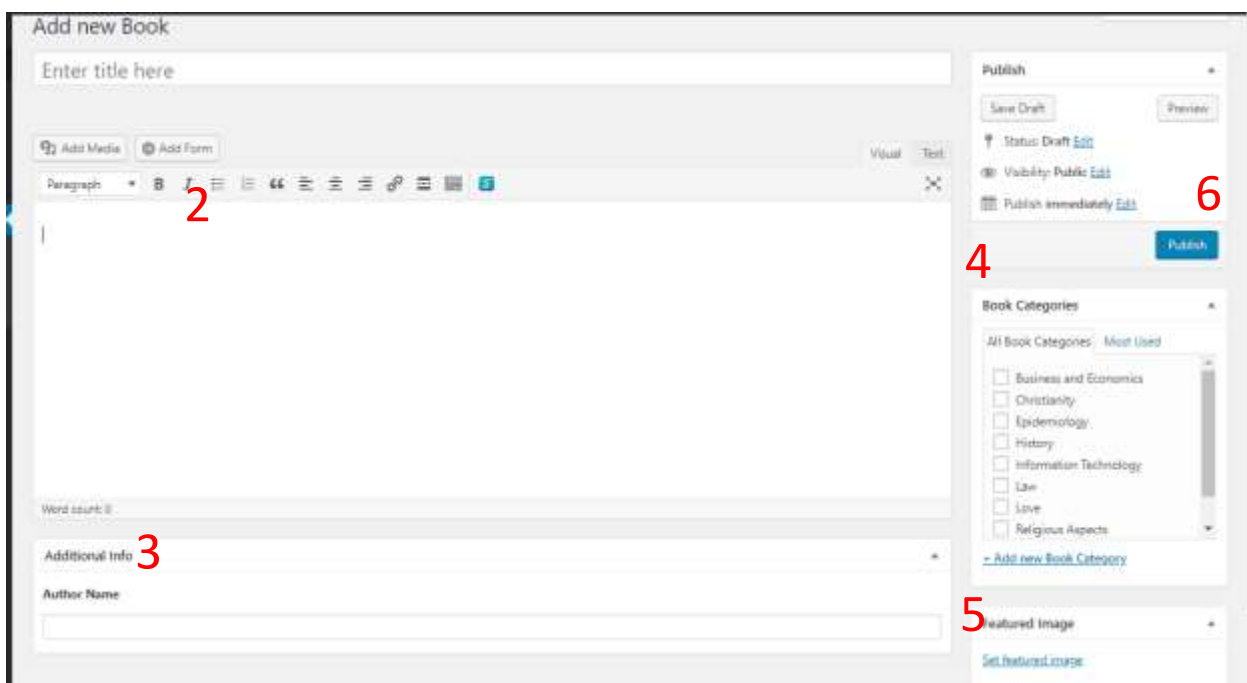 Add new Book
Enter title here
Add Media Add Form
Visual Text
Paragraph B I
2
Word count: 0
Additional Info 3
Author Name
Publish
Save Draft Preview
Status: Draft Edit
Visibility: Public Edit
6
Publish immediately Edit
Publish
4
Book Categories
All Book Categories Most Used
Business and Economics
Christianity
Epidemiology
History
Information Technology
Law
Love
Religious Aspects
+ Add new Book Category
5
Featured Image
Set featured image